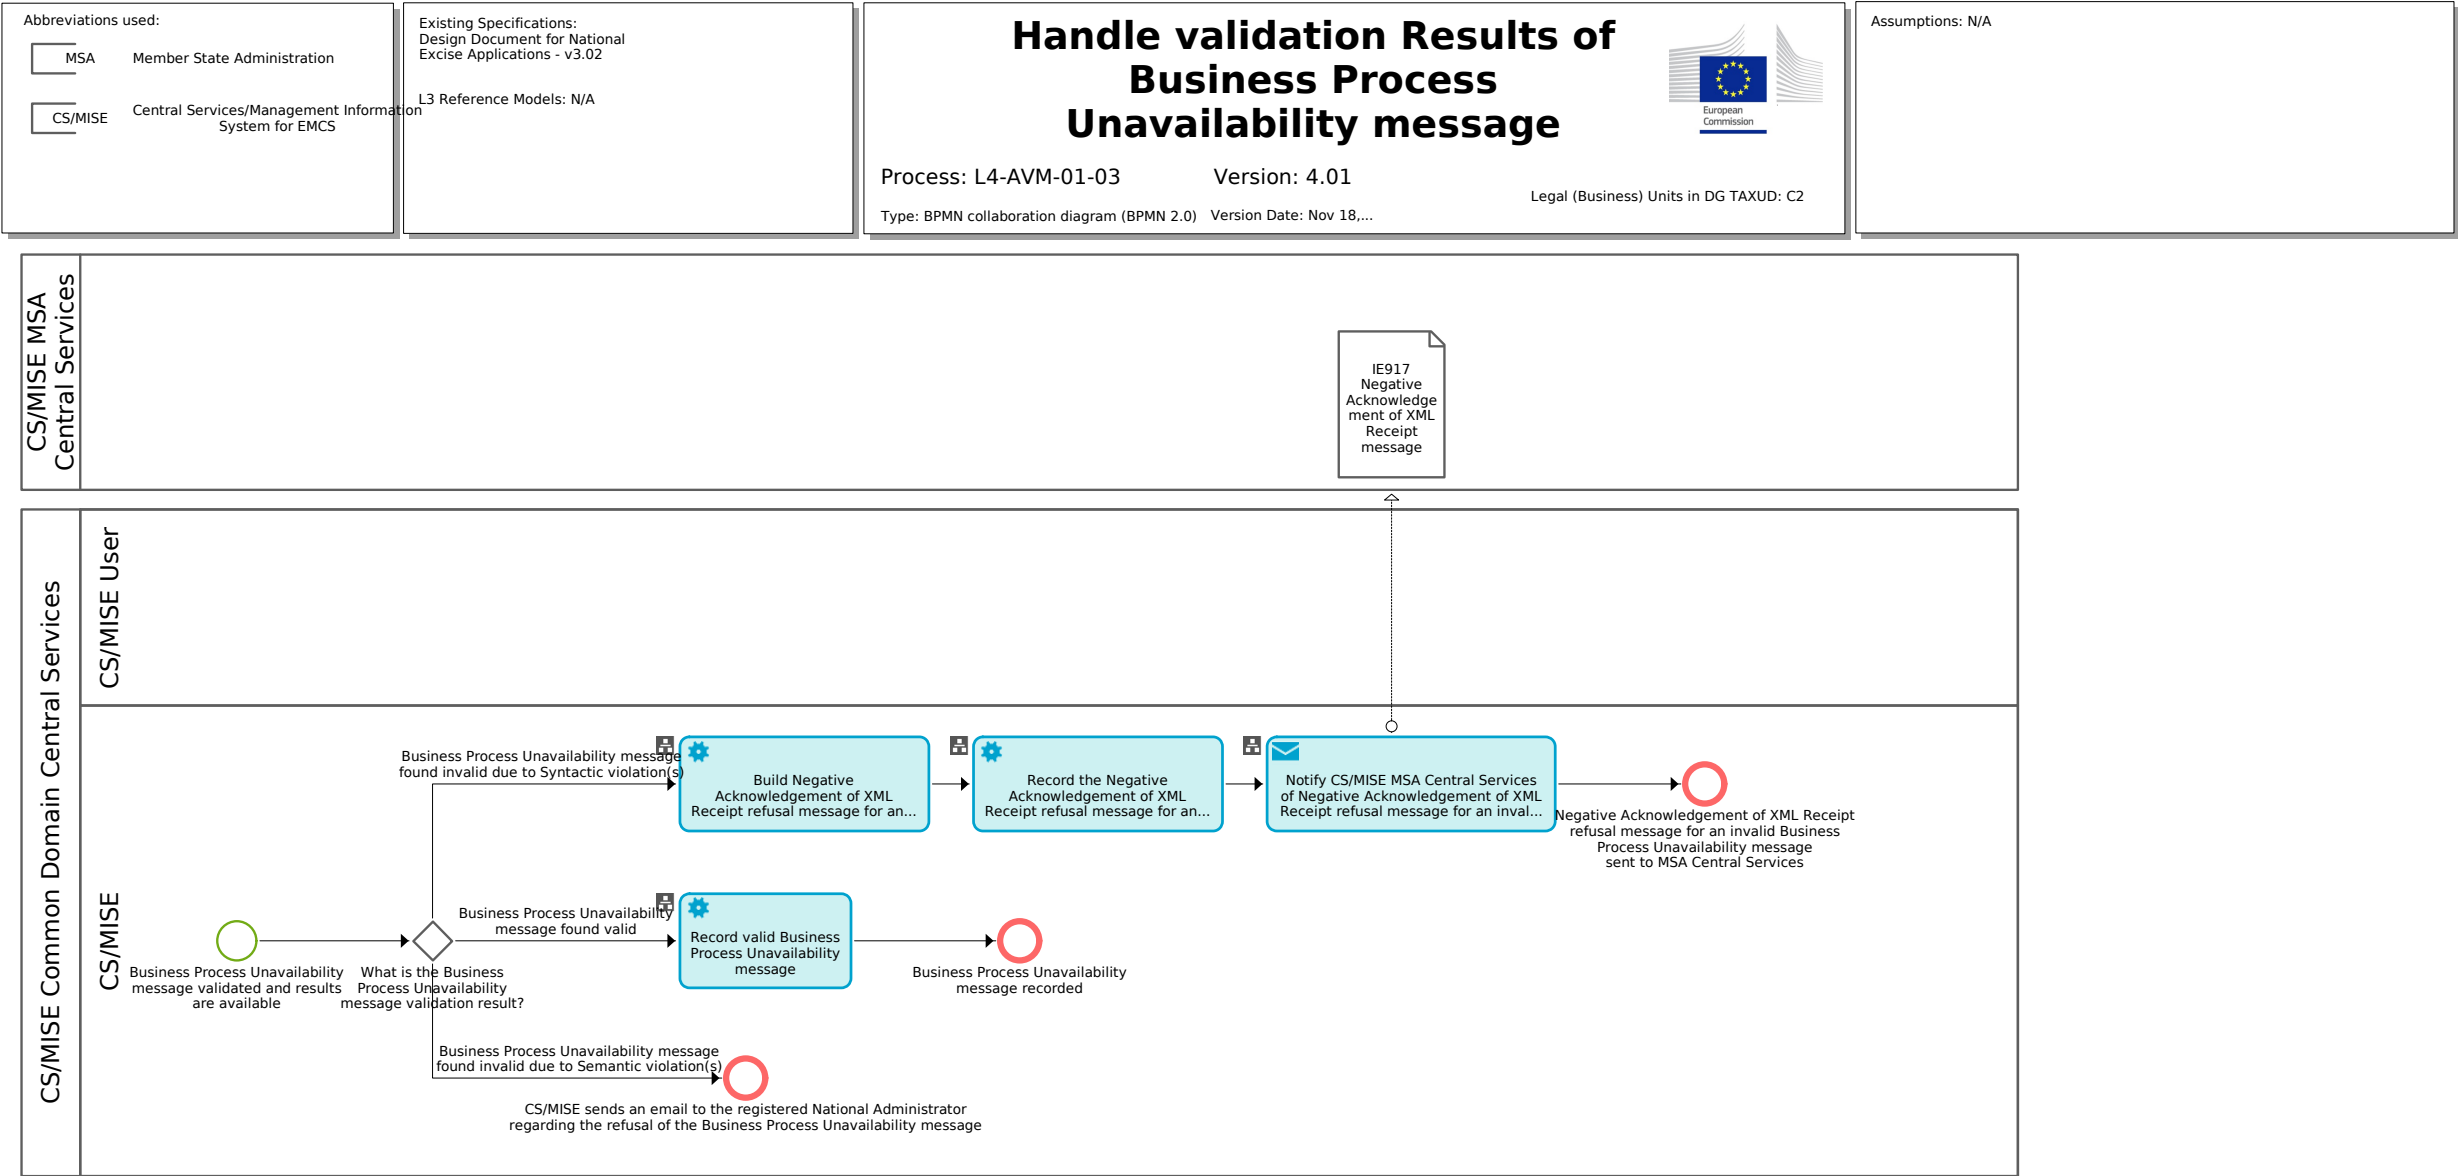 Abbreviations used:
MSA
Member State Administration
CS/MISE
Central Services/Management Information
System for EMCS
Existing Specifications:
Design Document for National
Excise Applications - v3.02
L3 Reference Models: N/A
Handle validation Results of
Business Process
Unavailability message
European
Commission
Process: L4-AVM-01-03
Version: 4.01
Legal (Business) Units in DG TAXUD: C2
Type: BPMN collaboration diagram (BPMN 2.0)
Version Date: Nov 18,...
Assumptions: N/A
CS/MISE MSA
Central Services
IE917
Negative
Acknowledge
ment of XML
Receipt
message
CS/MISE Common Domain Central Services
CS/MISE User
CS/MISE
Business Process Unavailability message
found invalid due to Syntactic violation(s)
Build Negative
Acknowledgement of XML
Receipt refusal message for an...
Record the Negative
Acknowledgement of XML
Receipt refusal message for an...
Notify CS/MISE MSA Central Services
of Negative Acknowledgement of XML
Receipt refusal message for an inval...
Negative Acknowledgement of XML Receipt
refusal message for an invalid Business
Process Unavailability message
sent to MSA Central Services
Business Process Unavailability
message validated and results
are available
What is the Business
Process Unavailability
message validation result?
Business Process Unavailability
message found valid
Record valid Business
Process Unavailability
message
Business Process Unavailability
message recorded
Business Process Unavailability message
found invalid due to Semantic violation(s)
CS/MISE sends an email to the registered National Administrator
regarding the refusal of the Business Process Unavailability message